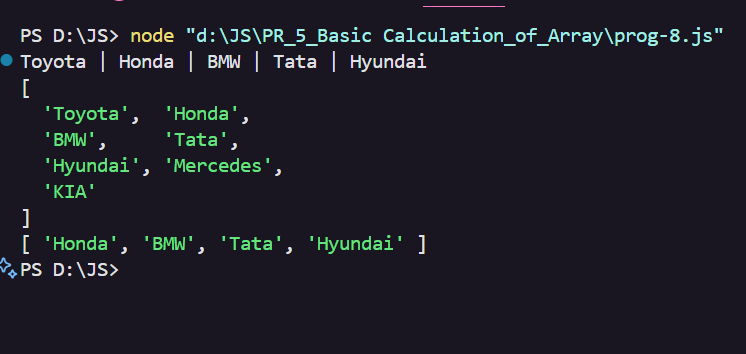 PS D:\JS> node "d:\JS\PR_5_Basic Calculation_of_Array\prog-8.js"
Toyota | Honda | BMW | Tata | Hyundai
[
  'Toyota',  'Honda',
  'BMW',     'Tata',
  'Hyundai', 'Mercedes',
  'KIA'
]
[ 'Honda', 'BMW', 'Tata', 'Hyundai' ]
PS D:\JS>